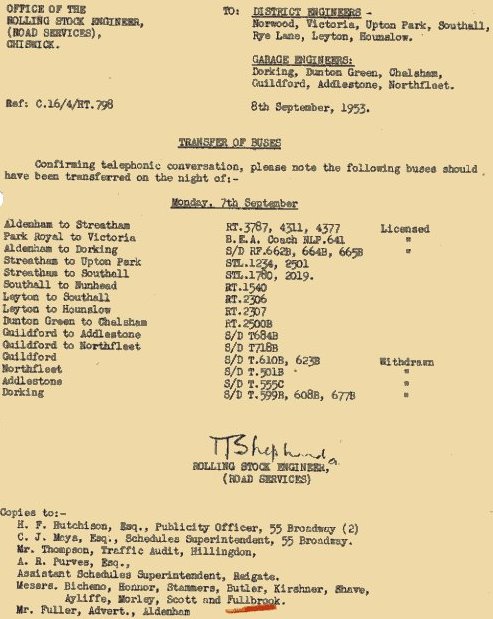 OFFICE OF THE
ROLLING STOCK ENGINEER,
(ROAD SERVICES),
CHISWICK.
TO: DISTRICT ENGINEERS -
Norwood, Victoria, Upton Park, Southall,
Rye Lane, Leyton, Hounslow.
GARAGE ENGINEERS:
Dorking, Dunton Green, Chelsham,
Guildford, Addlestone, Northfleet.
Ref: C.16/4/RT.798
8th September, 1953.
TRANSFER OF BUSES
Confirming telephonic conversation, please note the following buses should
have been transferred on the night of:-
Monday, 7th September
Aldenham to Streatham RT.3787, 4311, 4377 Licensed
Park Royal to Victoria B.E.A. Coach NLP.641 "
Aldenham to Dorking S/D RF.662B, 664B, 665B "
Streatham to Upton Park STL.1234, 2501
Streatham to Southall STL.1780, 2019.
Southall to Nunhead RT.1540
Leyton to Southall RT.2306
Leyton to Hounslow RT.2307
Dunton Green to Chelsham RT.2500B
Guildford to Addlestone S/D T684B
Guildford to Northfleet S/D T718B
Guildford S/D T.610B, 623B Withdrawn
Northfleet S/D T.501B "
Addlestone S/D T.555C "
Dorking S/D T.599B, 608B, 677B "
TBShephard
ROLLING STOCK ENGINEER,
(ROAD SERVICES)
Copies to:-
H. F. Hutchison, Esq., Publicity Officer, 55 Broadway (2)
C. J. Mays, Esq., Schedules Superintendent, 55 Broadway.
Mr. Thompson, Traffic Audit, Hillingdon,
A. R. Purves, Esq.,
Assistant Schedules Superintendent, Reigate.
Messrs. Bicheno, Honnor, Stammers, Butler, Kirshner, Shave,
Ayliffe, Morley, Scott and Fullbrook.
Mr. Fuller, Advert., Aldenham